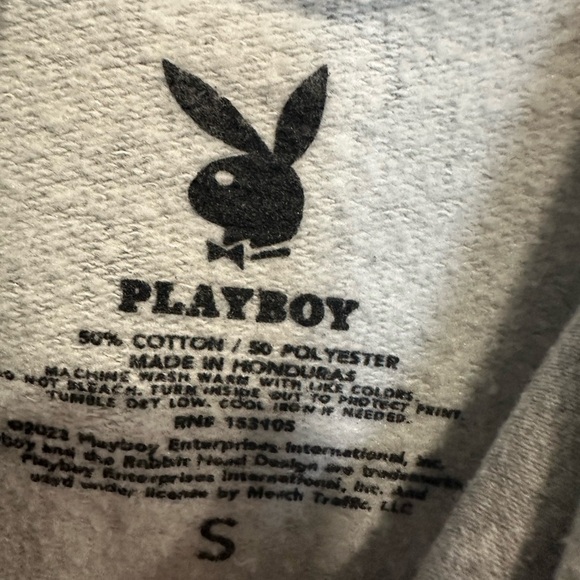 PLAYBOY
50% COTTON / 50 POLYESTER
MADE IN HONDURAS
MACHINE WASH WARM WITH LIKE COLORS
NOT BLEACH. TURN INSIDE OUT TO PROTECT PRINT.
TUMBLE DRY LOW. COOL IRON IF NEEDED.
RN# 153105
©2023 Playboy Enterprises International, Inc.
boy and the Rabbit Head Design are trademarks
Playboy Enterprises International, Inc. and
used under license by Merch Traffic, LLC
S